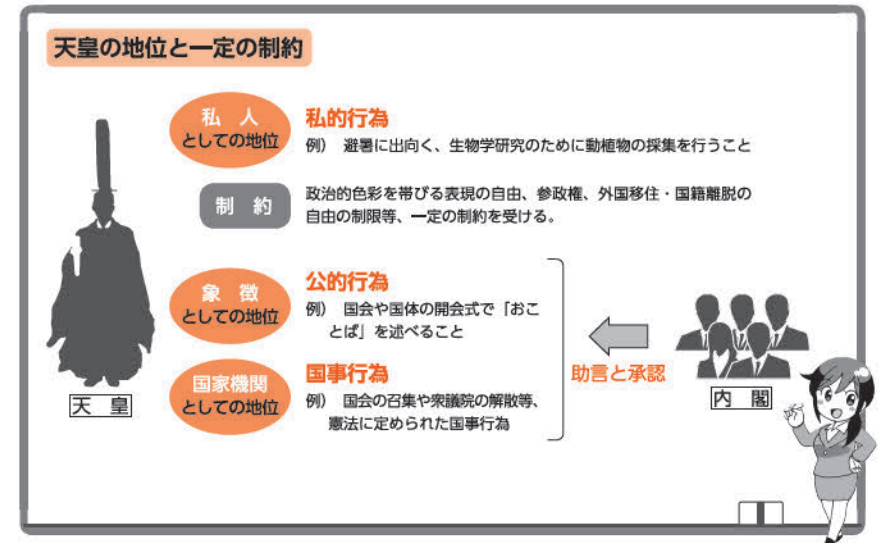 天皇の地位と一定の制約
私 人
としての地位
私的行為
例） 避暑に出向く、生物学研究のために動植物の採集を行うこと
制 約
政治的色彩を帯びる表現の自由、参政権、外国移住・国籍離脱の
自由の制限等、一定の制約を受ける。
象 徴
としての地位
公的行為
例） 国会や国体の開会式で「おこ
とば」を述べること
国家機関
としての地位
国事行為
例） 国会の召集や衆議院の解散等、
憲法に定められた国事行為
助言と承認
天 皇
内 閣